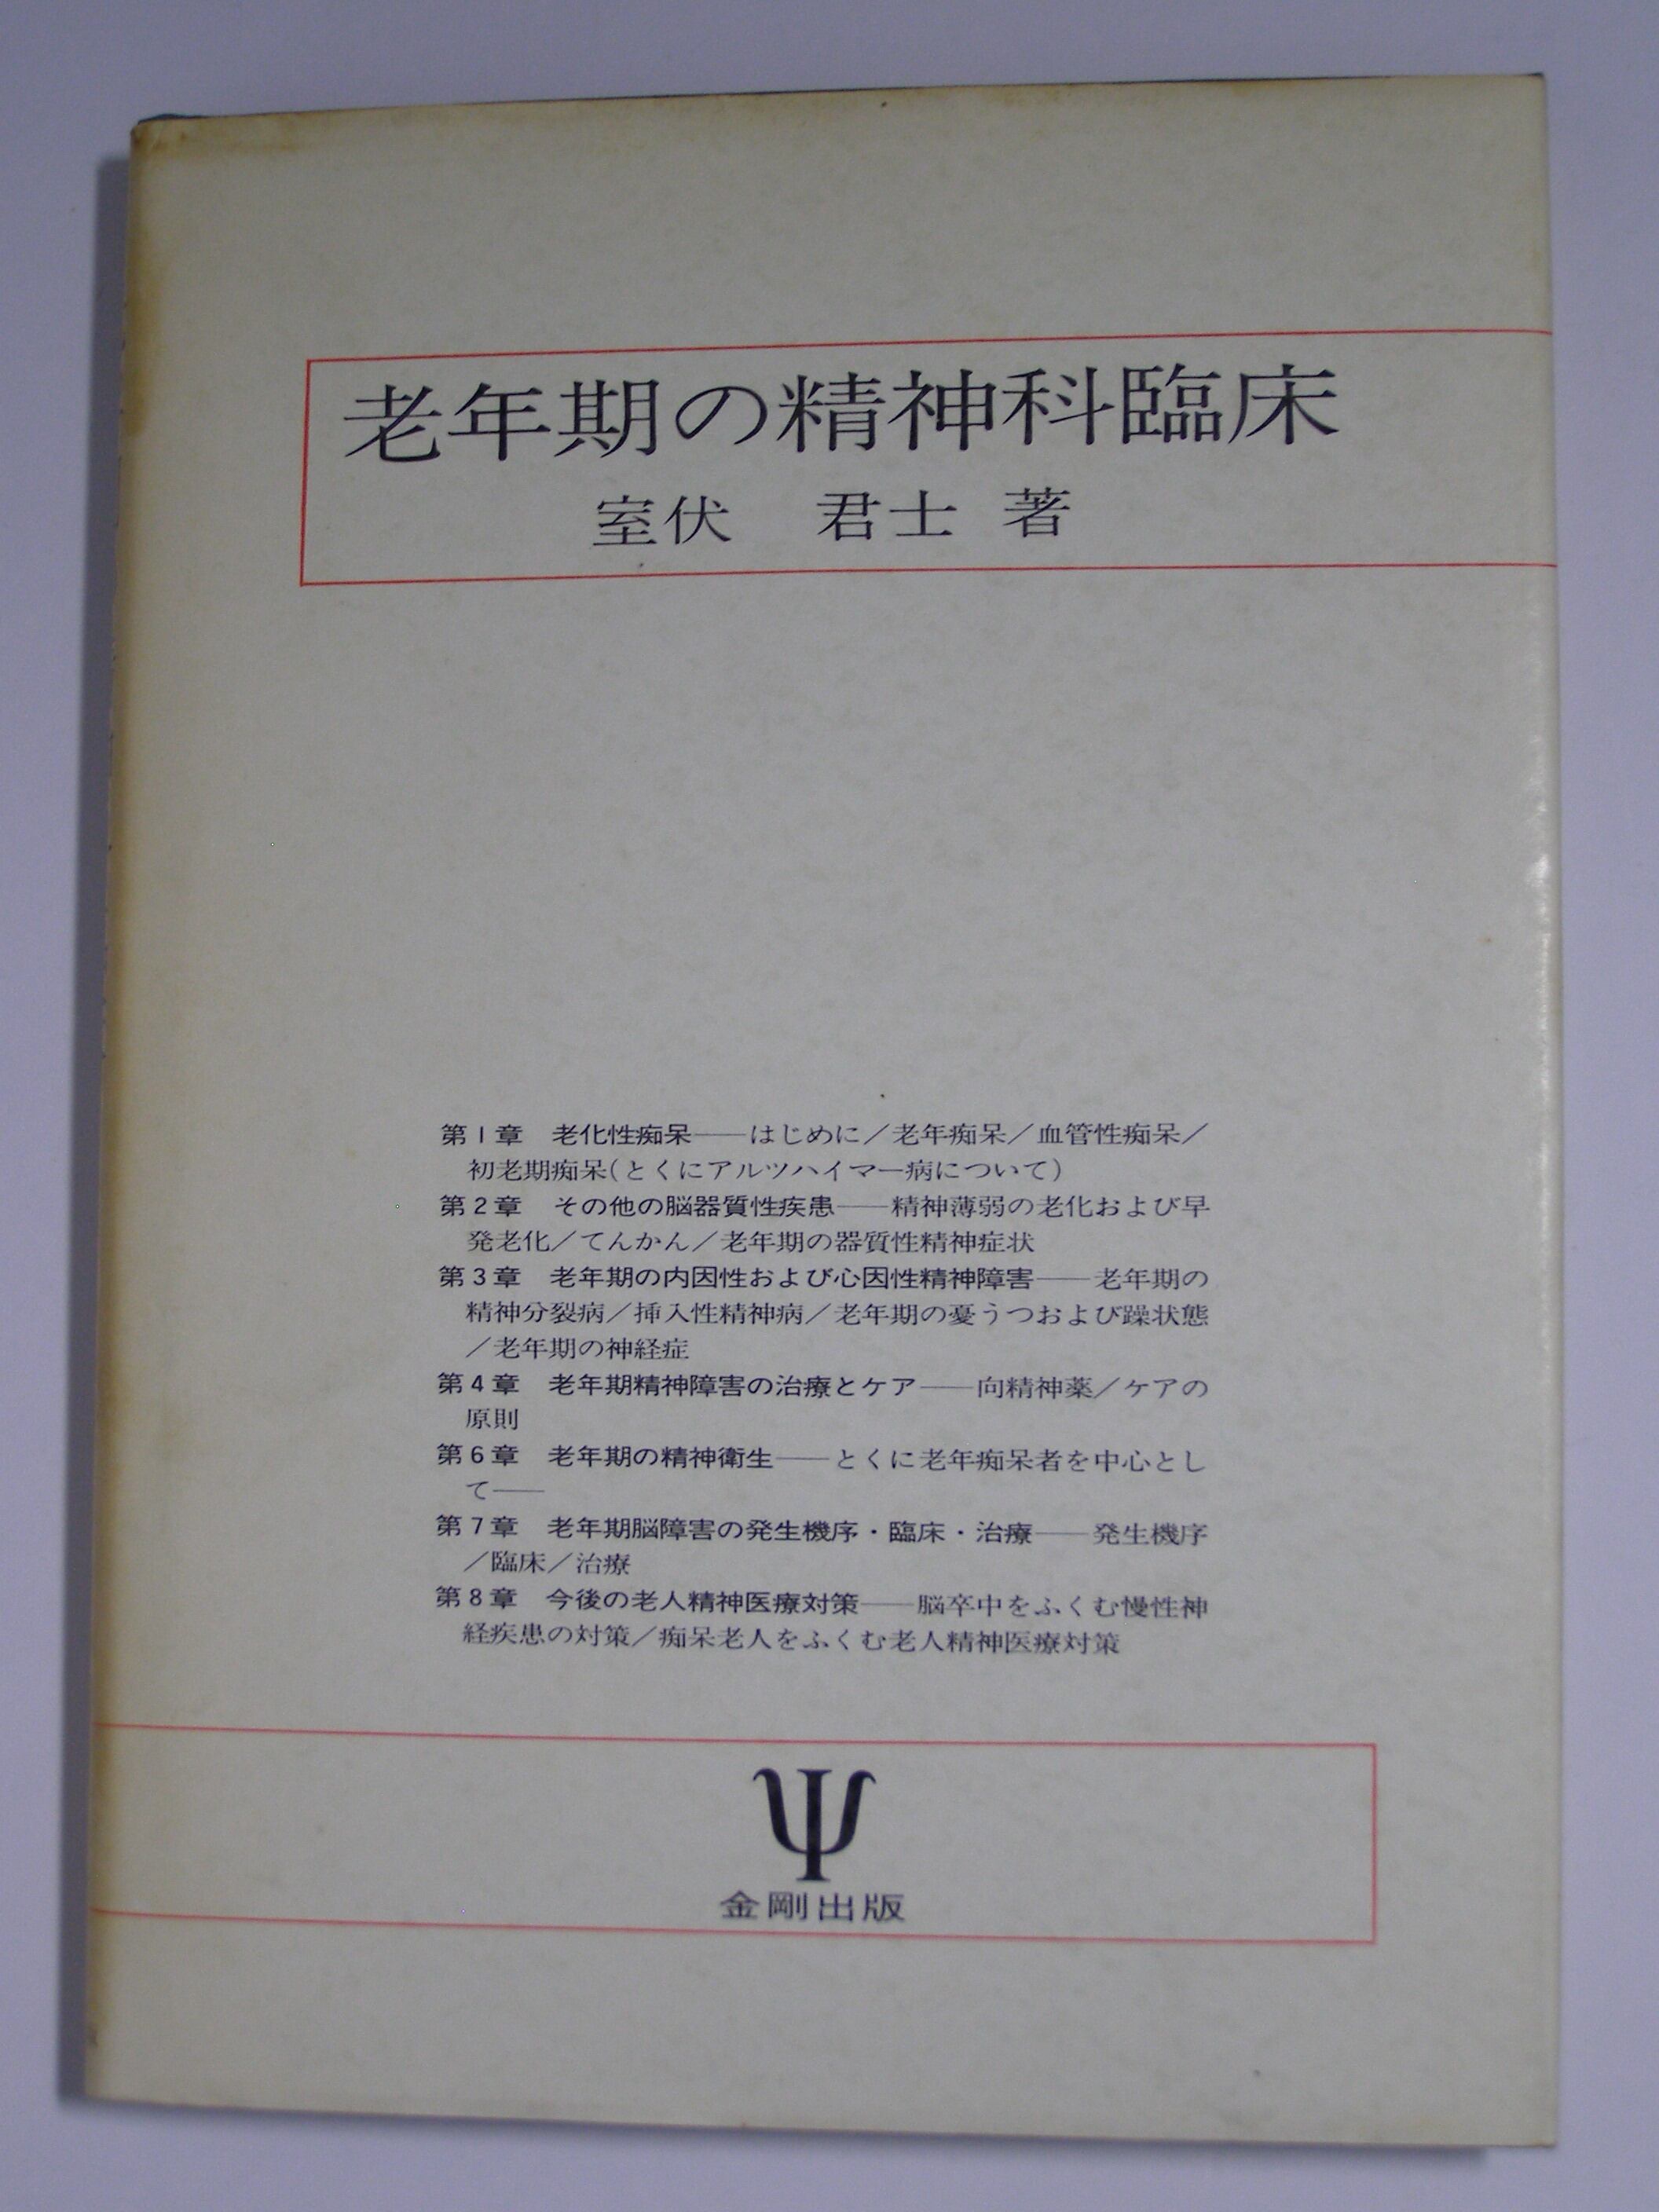 老年期の精神科臨床
室伏 君士 著
第1章 老化性痴呆――はじめに／老年痴呆／血管性痴呆／
初老期痴呆(とくにアルツハイマー病について)
第2章 その他の脳器質性疾患――精神薄弱の老化および早
発老化／てんかん／老年期の器質性精神症状
第3章 老年期の内因性および心因性精神障害――老年期の
精神分裂病／挿入性精神病／老年期の憂うつおよび躁状態
／老年期の神経症
第4章 老年期精神障害の治療とケア――向精神薬／ケアの
原則
第6章 老年期の精神衛生――とくに老年痴呆者を中心とし
て――
第7章 老年期脳障害の発生機序・臨床・治療――発生機序
／臨床／治療
第8章 今後の老人精神医療対策――脳卒中をふくむ慢性神
経疾患の対策／痴呆老人をふくむ老人精神医療対策
Ψ
金剛出版